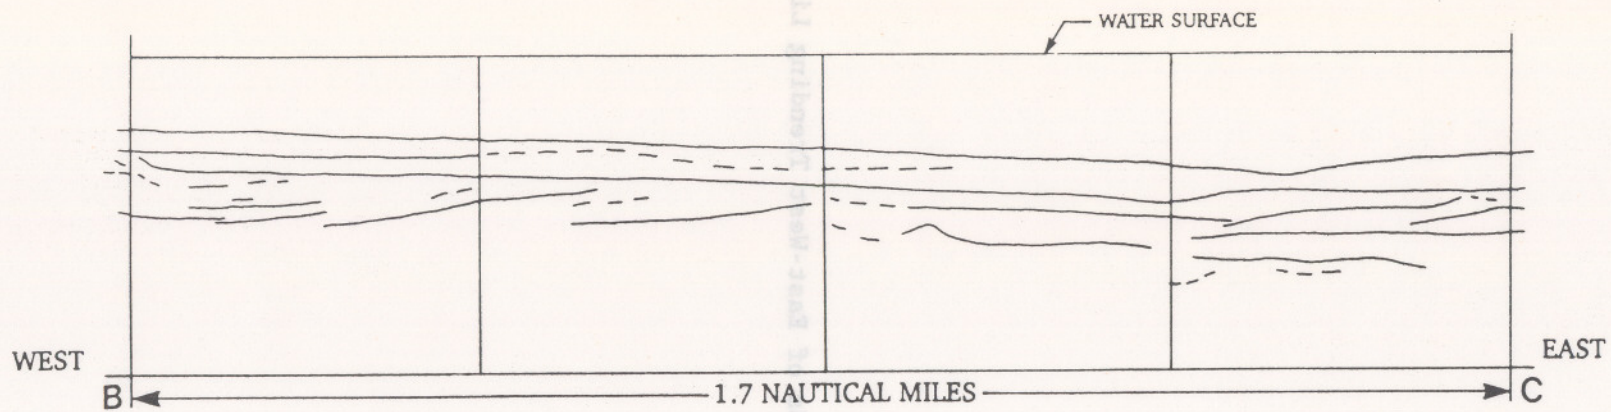 WATER SURFACE
WEST
EAST
B
1.7 NAUTICAL MILES
C